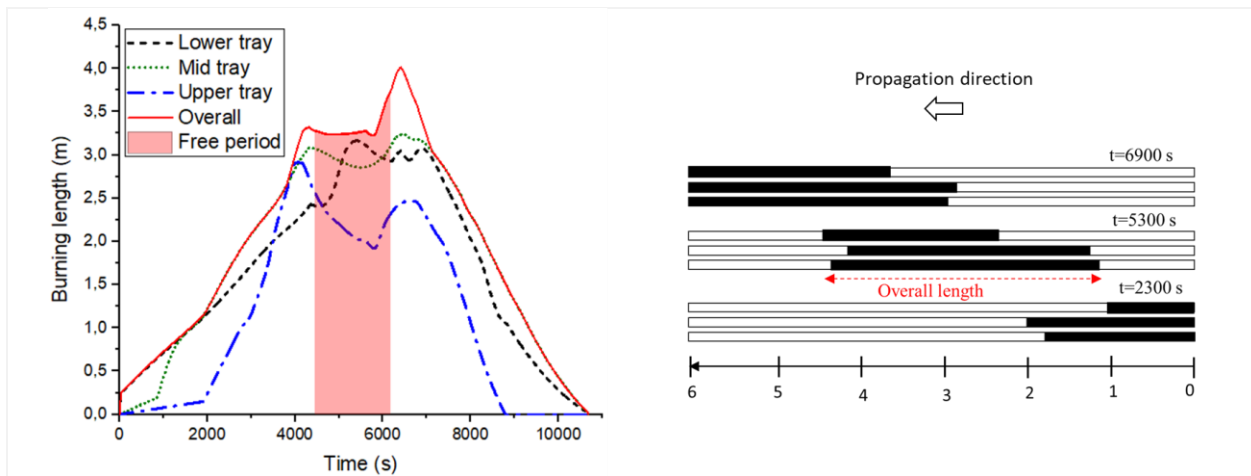 4,5
4,0
3,5
3,0
2,5
2,0
1,5
1,0
0,5
0,0
Burning length (m)
Lower tray
Mid tray
Upper tray
Overall
Free period
0 2000 4000 6000 8000 10000
Time (s)
Propagation direction
t=6900 s
t=5300 s
Overall length
t=2300 s
6 5 4 3 2 1 0